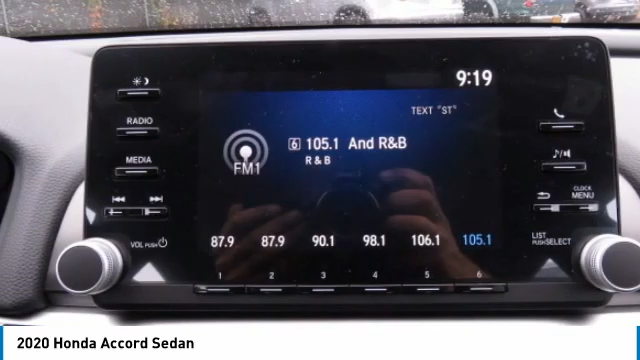 9:19
RADIO
TEXT "ST"
MEDIA
6 105.1 And R&B
R & B
FM1
CLOCK
MENU
VOL PUSH
87.9 87.9 90.1 98.1 106.1 105.1
LIST
PUSH SELECT
1 2 3 4 5 6
2020 Honda Accord Sedan